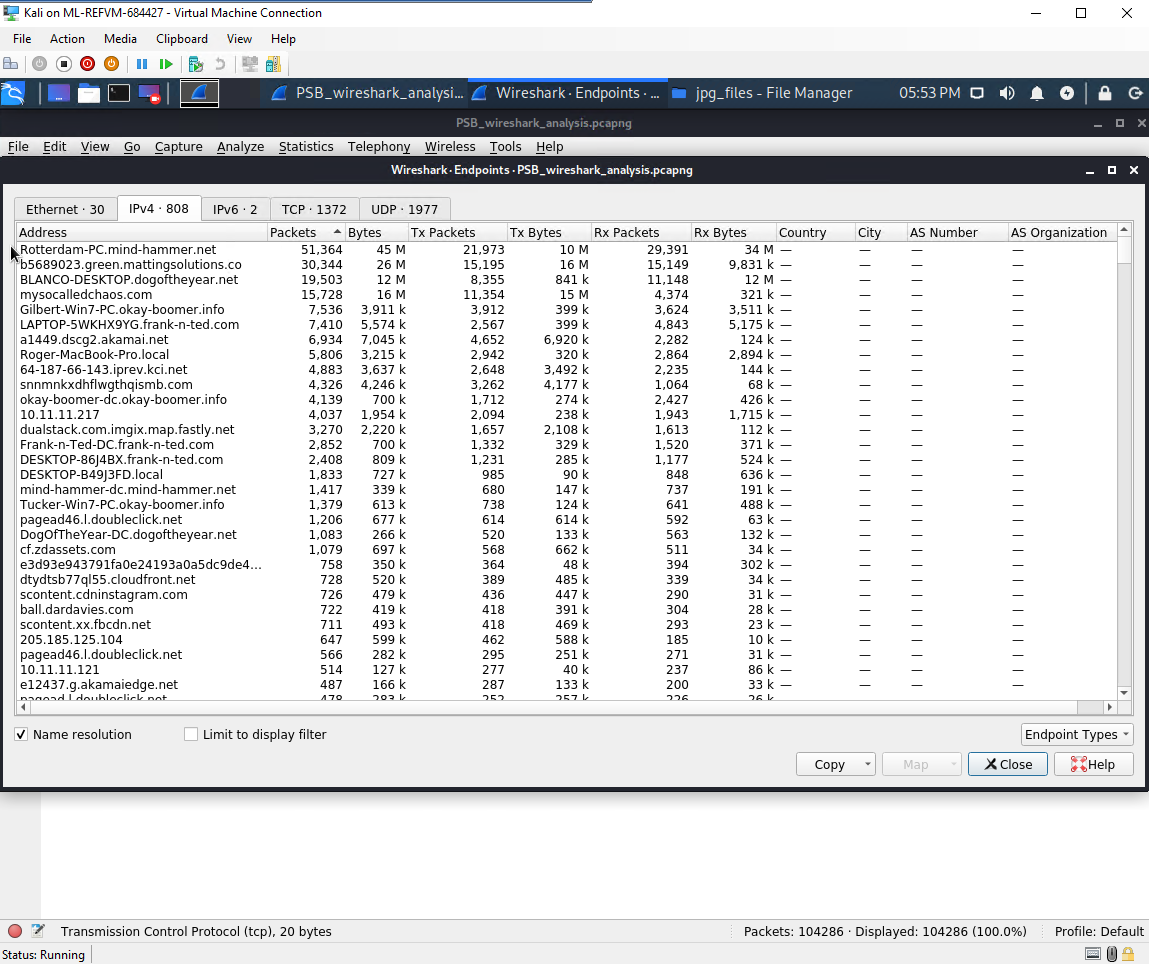 Kali on ML-REFVM-684427 - Virtual Machine Connection
File Action Media Clipboard View Help
PSB_wireshark_analysi... Wireshark · Endpoints · ... jpg_files - File Manager 05:53 PM
PSB_wireshark_analysis.pcapng
File Edit View Go Capture Analyze Statistics Telephony Wireless Tools Help
Wireshark · Endpoints · PSB_wireshark_analysis.pcapng
Ethernet · 30 IPv4 · 808 IPv6 · 2 TCP · 1372 UDP · 1977
Address Packets Bytes Tx Packets Tx Bytes Rx Packets Rx Bytes Country City AS Number AS Organization
Rotterdam-PC.mind-hammer.net 51,364 45 M 21,973 10 M 29,391 34 M — — — —
b5689023.green.mattingsolutions.co 30,344 26 M 15,195 16 M 15,149 9,831 k — — — —
BLANCO-DESKTOP.dogoftheyear.net 19,503 12 M 8,355 841 k 11,148 12 M — — — —
mysocalledchaos.com 15,728 16 M 11,354 15 M 4,374 321 k — — — —
Gilbert-Win7-PC.okay-boomer.info 7,536 3,911 k 3,912 399 k 3,624 3,511 k — — — —
LAPTOP-5WKHX9YG.frank-n-ted.com 7,410 5,574 k 2,567 399 k 4,843 5,175 k — — — —
a1449.dscg2.akamai.net 6,934 7,045 k 4,652 6,920 k 2,282 124 k — — — —
Roger-MacBook-Pro.local 5,806 3,215 k 2,942 320 k 2,864 2,894 k — — — —
64-187-66-143.iprev.kci.net 4,883 3,637 k 2,648 3,492 k 2,235 144 k — — — —
snnmnkxdhflwgthqismb.com 4,326 4,246 k 3,262 4,177 k 1,064 68 k — — — —
okay-boomer-dc.okay-boomer.info 4,139 700 k 1,712 274 k 2,427 426 k — — — —
10.11.11.217 4,037 1,954 k 2,094 238 k 1,943 1,715 k — — — —
dualstack.com.imgix.map.fastly.net 3,270 2,220 k 1,657 2,108 k 1,613 112 k — — — —
Frank-n-Ted-DC.frank-n-ted.com 2,852 700 k 1,332 329 k 1,520 371 k — — — —
DESKTOP-86J4BX.frank-n-ted.com 2,408 809 k 1,231 285 k 1,177 524 k — — — —
DESKTOP-B49J3FD.local 1,833 727 k 985 90 k 848 636 k — — — —
mind-hammer-dc.mind-hammer.net 1,417 339 k 680 147 k 737 191 k — — — —
Tucker-Win7-PC.okay-boomer.info 1,379 613 k 738 124 k 641 488 k — — — —
pagead46.l.doubleclick.net 1,206 677 k 614 614 k 592 63 k — — — —
DogOfTheYear-DC.dogoftheyear.net 1,083 266 k 520 133 k 563 132 k — — — —
cf.zdassets.com 1,079 697 k 568 662 k 511 34 k — — — —
e3d93e943791fa0e24193a0a5dc9de4... 758 350 k 364 48 k 394 302 k — — — —
dtydtsb77ql55.cloudfront.net 728 520 k 389 485 k 339 34 k — — — —
scontent.cdninstagram.com 726 479 k 436 447 k 290 31 k — — — —
ball.dardavies.com 722 419 k 418 391 k 304 28 k — — — —
scontent.xx.fbcdn.net 711 493 k 418 469 k 293 23 k — — — —
205.185.125.104 647 599 k 462 588 k 185 10 k — — — —
pagead46.l.doubleclick.net 566 282 k 295 251 k 271 31 k — — — —
10.11.11.121 514 127 k 277 40 k 237 86 k — — — —
e12437.g.akamaiedge.net 487 166 k 287 133 k 200 33 k — — — —
pagead.l.doubleclick.net 478 283 k 252 257 k 226 26 k — — — —
Name resolution Limit to display filter Endpoint Types
Copy Map Close Help
Transmission Control Protocol (tcp), 20 bytes Packets: 104286 · Displayed: 104286 (100.0%) Profile: Default
Status: Running